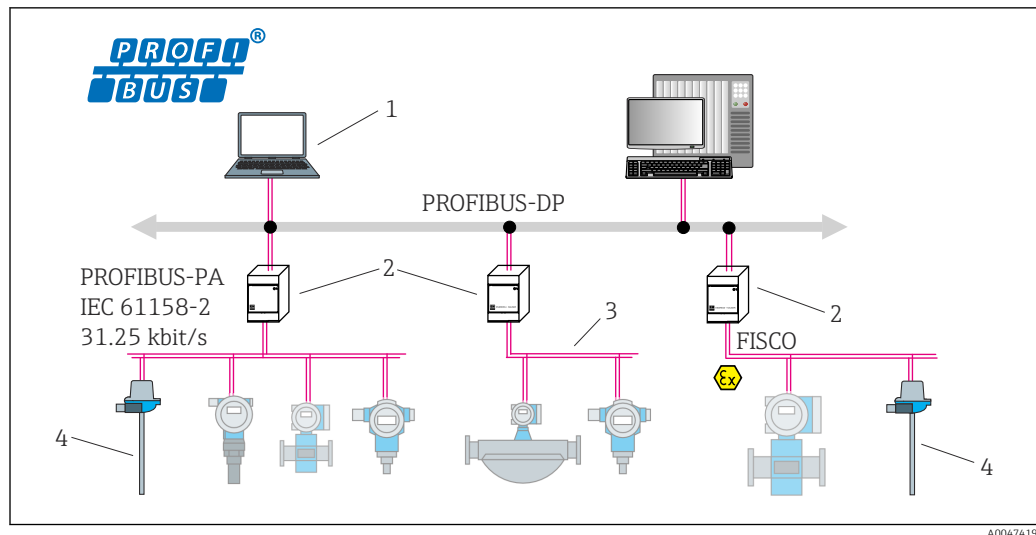 PROFI®
BUS
1
PROFIBUS-DP
PROFIBUS-PA
IEC 61158-2
31.25 kbit/s
2
2
3
FISCO
Ex
4
4
A0047419